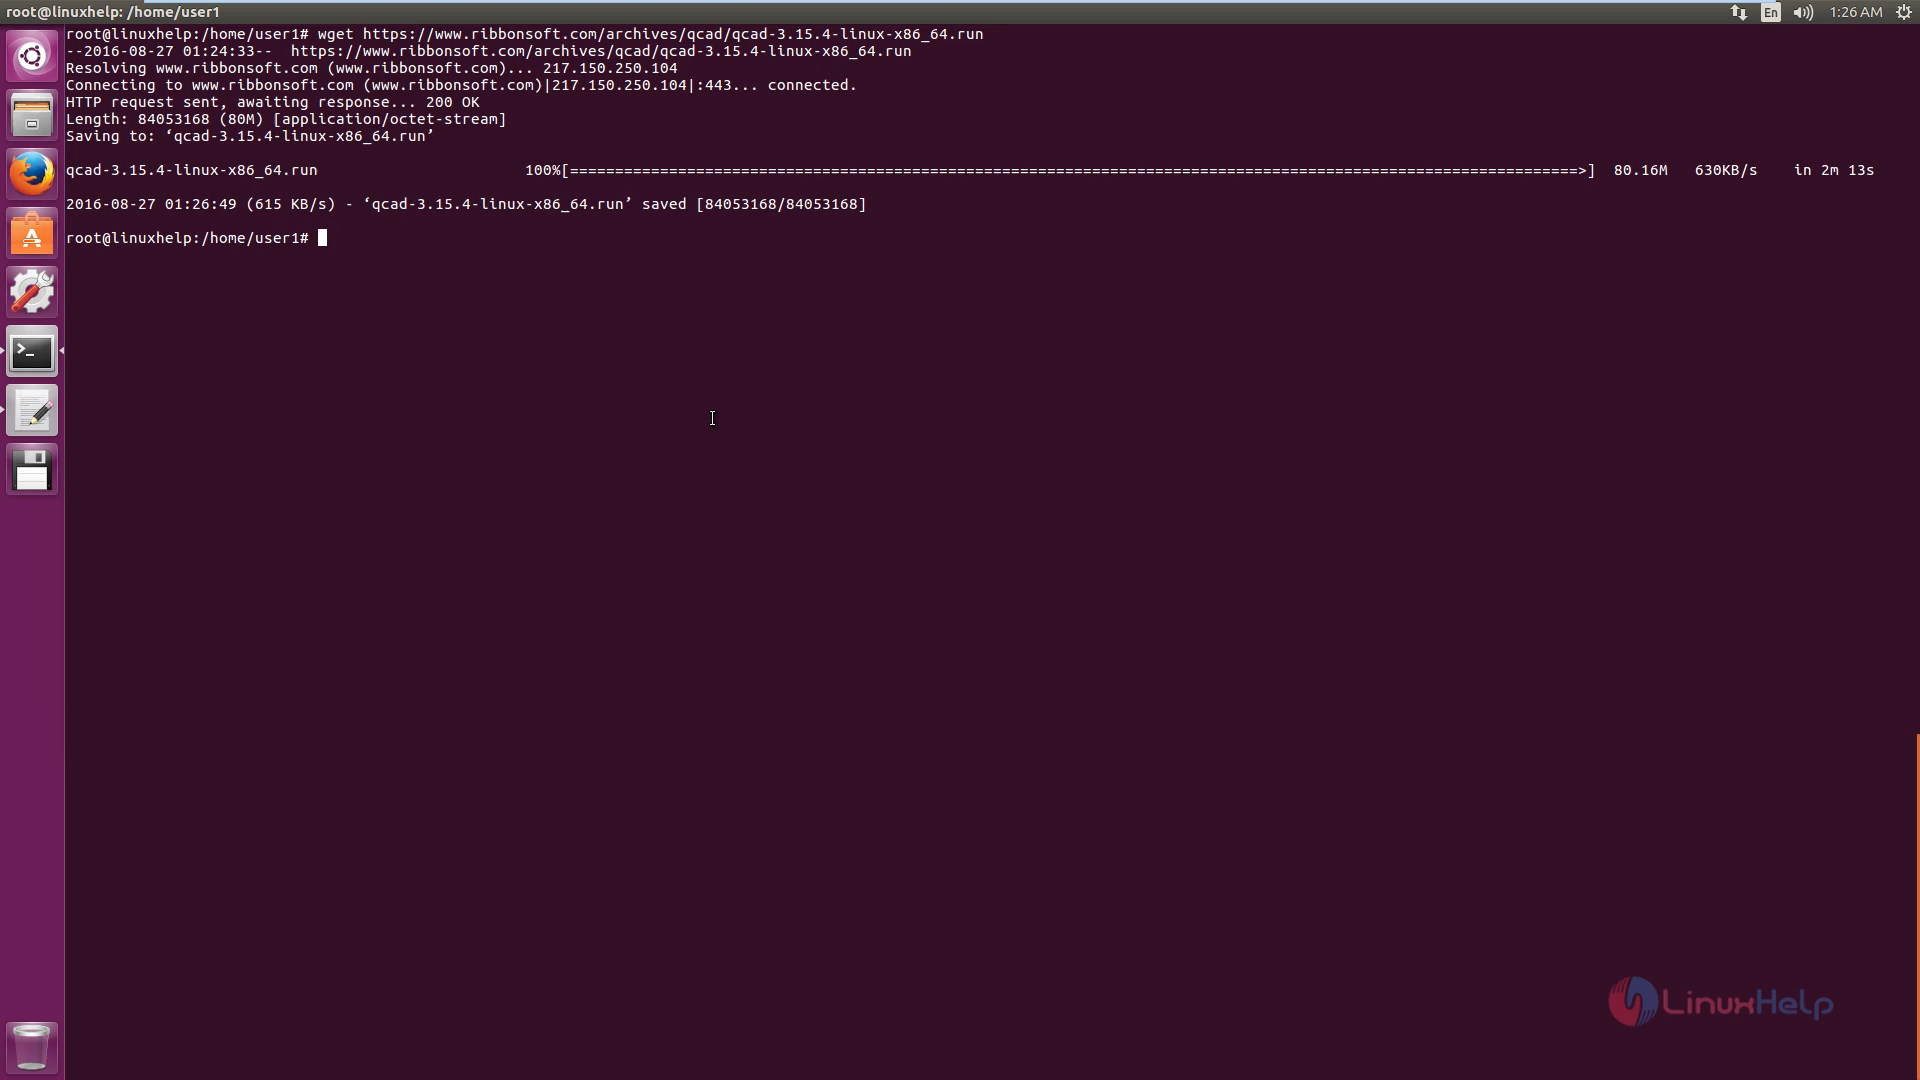 root@linuxhelp: /home/user1
En
1:26 AM
root@linuxhelp:/home/user1# wget https://www.ribbonsoft.com/archives/qcad/qcad-3.15.4-linux-x86_64.run
--2016-08-27 01:24:33--  https://www.ribbonsoft.com/archives/qcad/qcad-3.15.4-linux-x86_64.run
Resolving www.ribbonsoft.com (www.ribbonsoft.com)... 217.150.250.104
Connecting to www.ribbonsoft.com (www.ribbonsoft.com)|217.150.250.104|:443... connected.
HTTP request sent, awaiting response... 200 OK
Length: 84053168 (80M) [application/octet-stream]
Saving to: ‘qcad-3.15.4-linux-x86_64.run’
qcad-3.15.4-linux-x86_64.run 100%[================================================================================================================>] 80.16M 630KB/s in 2m 13s
2016-08-27 01:26:49 (615 KB/s) - ‘qcad-3.15.4-linux-x86_64.run’ saved [84053168/84053168]
root@linuxhelp:/home/user1#
LinuxHelp